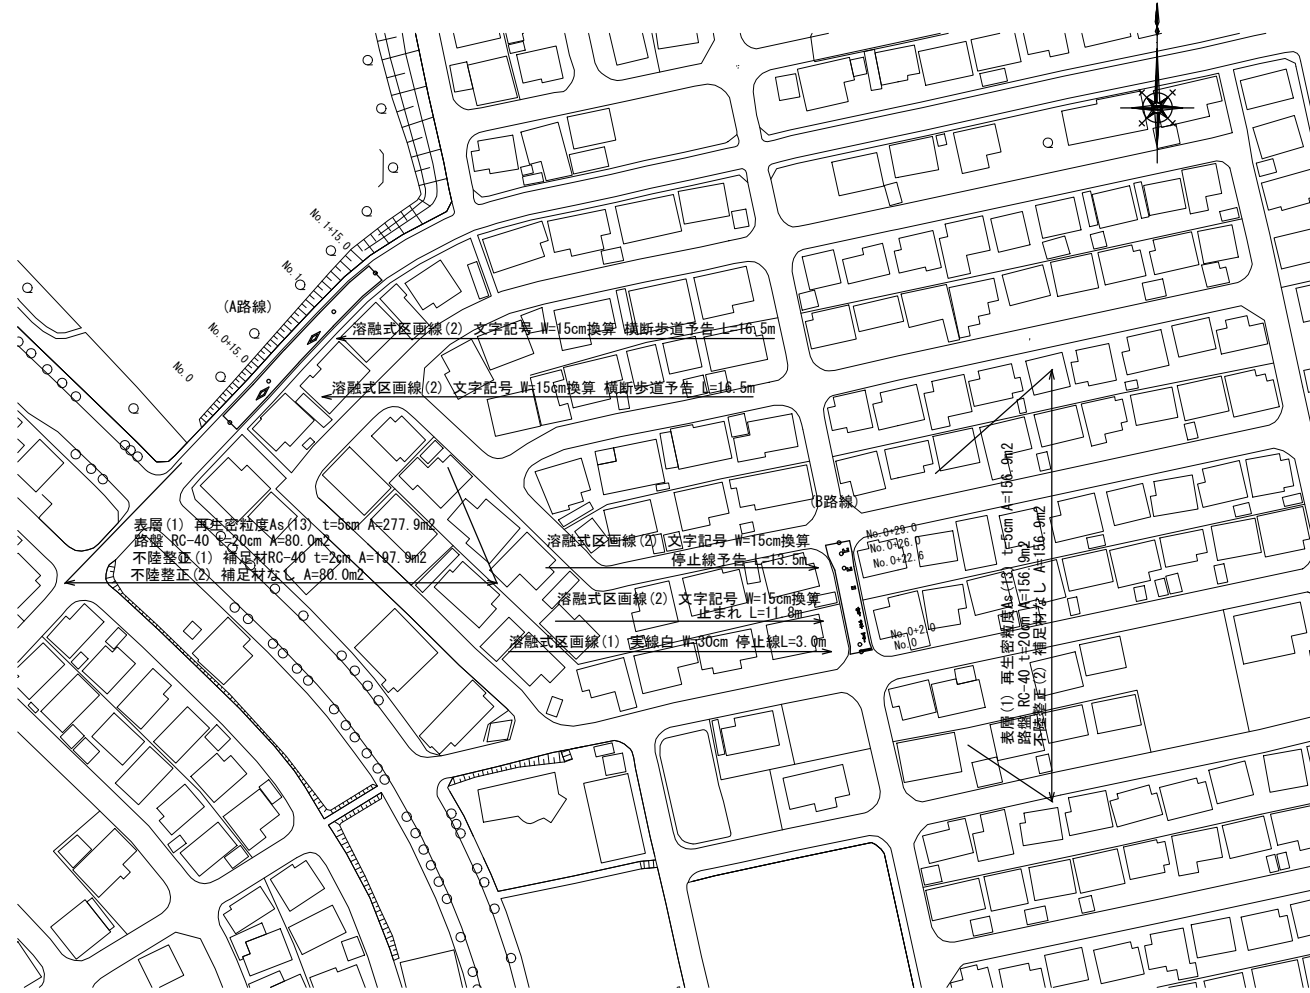 No.1+15.0
No.1
(A路線)
No.0+15.0
No.0
溶融式区画線(2) 文字記号 W=15cm換算 横断歩道予告 L=16.5m
溶融式区画線(2) 文字記号 W=15cm換算 横断歩道予告 L=16.5m
表層(1) 再生密粒度As(13) t=5cm A=277.9m2
路盤 RC-40 t=20cm A=80.0m2
不陸整正(1) 補足材RC-40 t=2cm A=197.9m2
不陸整正(2) 補足材なし A=80.0m2
(B路線)
No.0+29.0
No.0+26.0
No.0+22.6
溶融式区画線(2) 文字記号 W=15cm換算
停止線予告 L=13.5m
溶融式区画線(2) 文字記号 W=15cm換算
止まれ L=11.8m
溶融式区画線(1) 実線白 W=30cm 停止線L=3.0m
No.0+2.0
No.0
表層(1) 再生密粒度As(13) t=5cm A=156.9m2
路盤 RC-40 t=20cm A=156.9m2
不陸整正(2) 補足材なし A=156.9m2